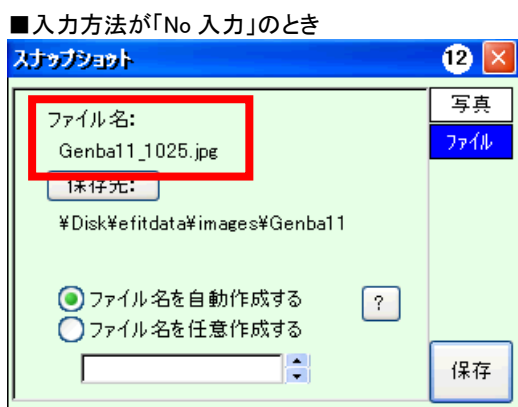 ■入力方法が「No 入力」のとき
スナップショット
⑫
写真
ファイル
ファイル名:
Genba11_1025.jpg
保存先:
¥Disk¥efitdata¥images¥Genba11
ファイル名を自動作成する
?
ファイル名を任意作成する
保存